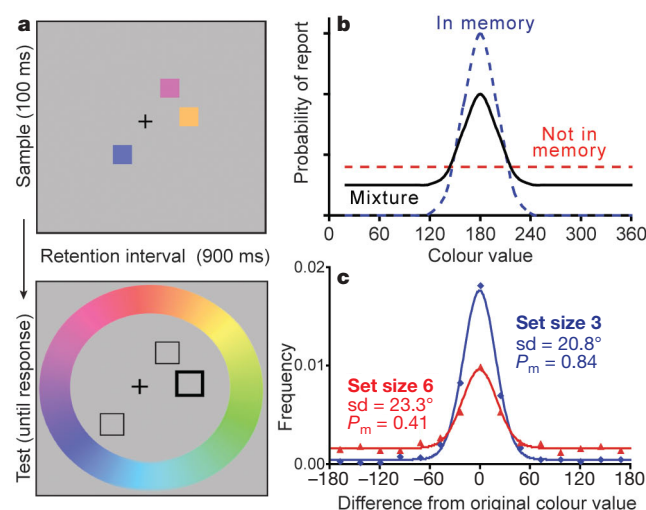 a
Sample (100 ms)
Retention interval (900 ms)
Test (until response)
b
In memory
Not in
memory
Mixture
Probability of report
0 60 120 180 240 300 360
Colour value
c
0.02
0.01
0.00
Frequency
Set size 3
sd = 20.8°
Pm = 0.84
Set size 6
sd = 23.3°
Pm = 0.41
−180 −120 −60 0 60 120 180
Difference from original colour value